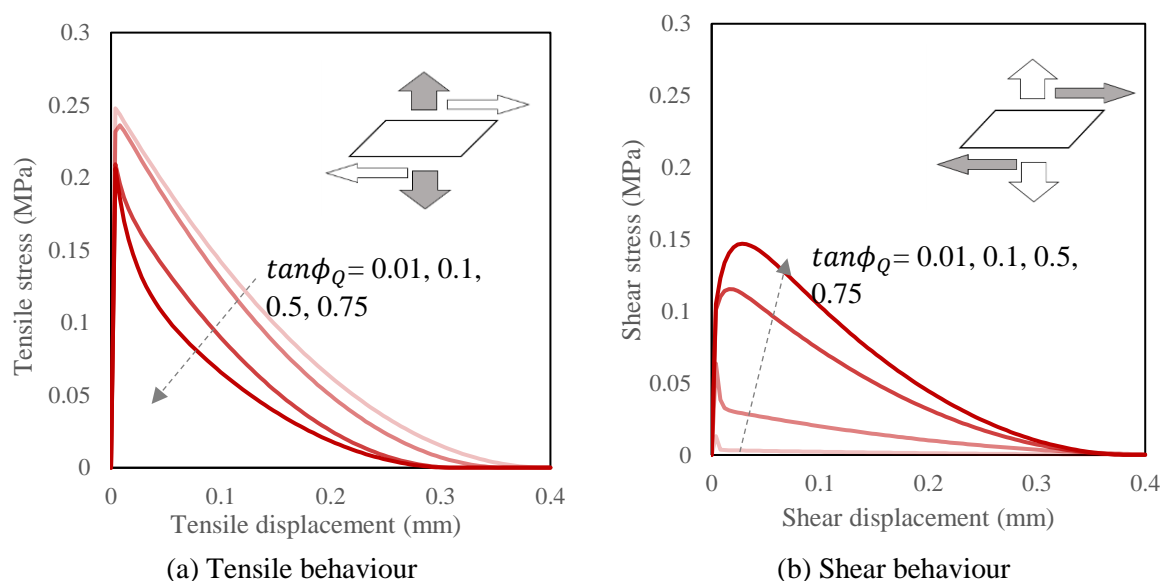 0.3
0.25
0.2
0.15
0.1
0.05
0
Tensile stress (MPa)
tanϕ_Q= 0.01, 0.1,
0.5, 0.75
0 0.1 0.2 0.3 0.4
Tensile displacement (mm)
(a) Tensile behaviour
0.3
0.25
0.2
0.15
0.1
0.05
0
Shear stress (MPa)
tanϕ_Q= 0.01, 0.1, 0.5,
0.75
0 0.1 0.2 0.3 0.4
Shear displacement (mm)
(b) Shear behaviour